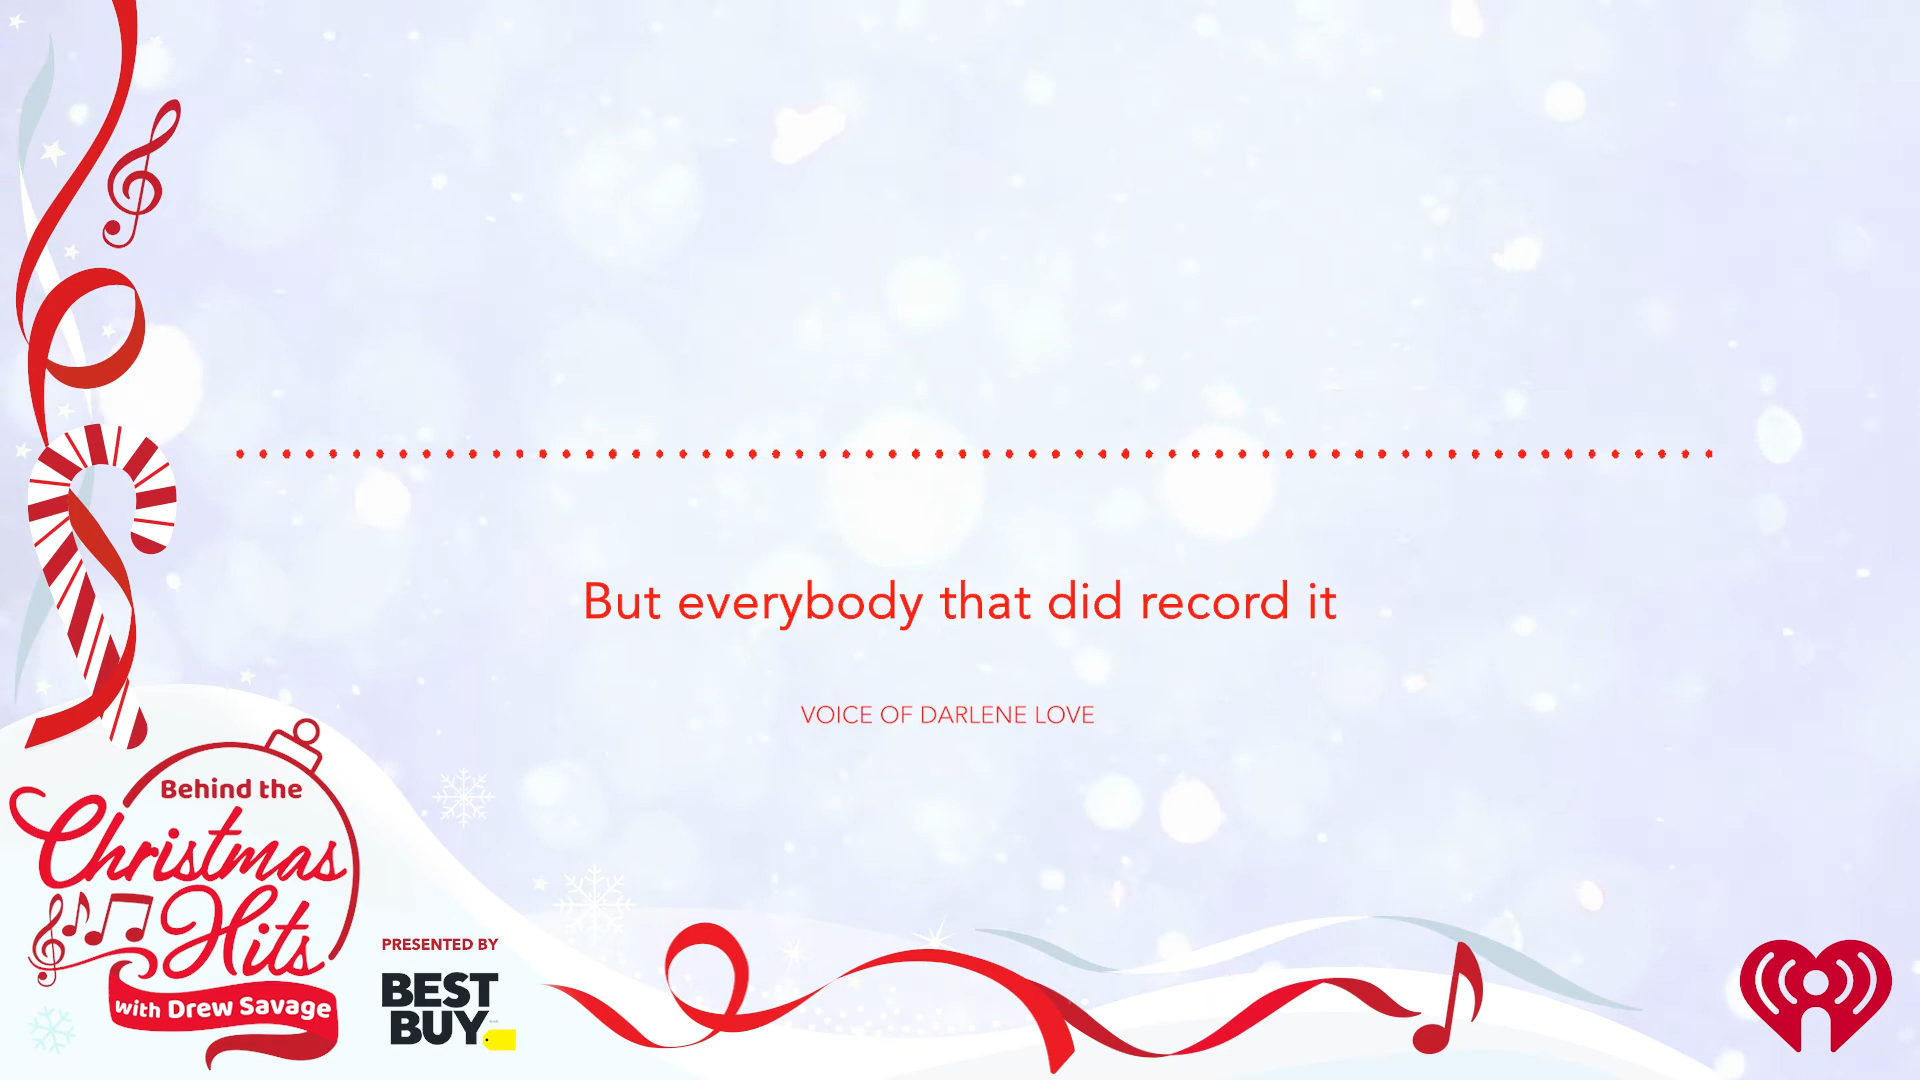 But everybody that did record it
VOICE OF DARLENE LOVE
Behind the
Christmas
Hits
with Drew Savage
PRESENTED BY
BEST
BUY